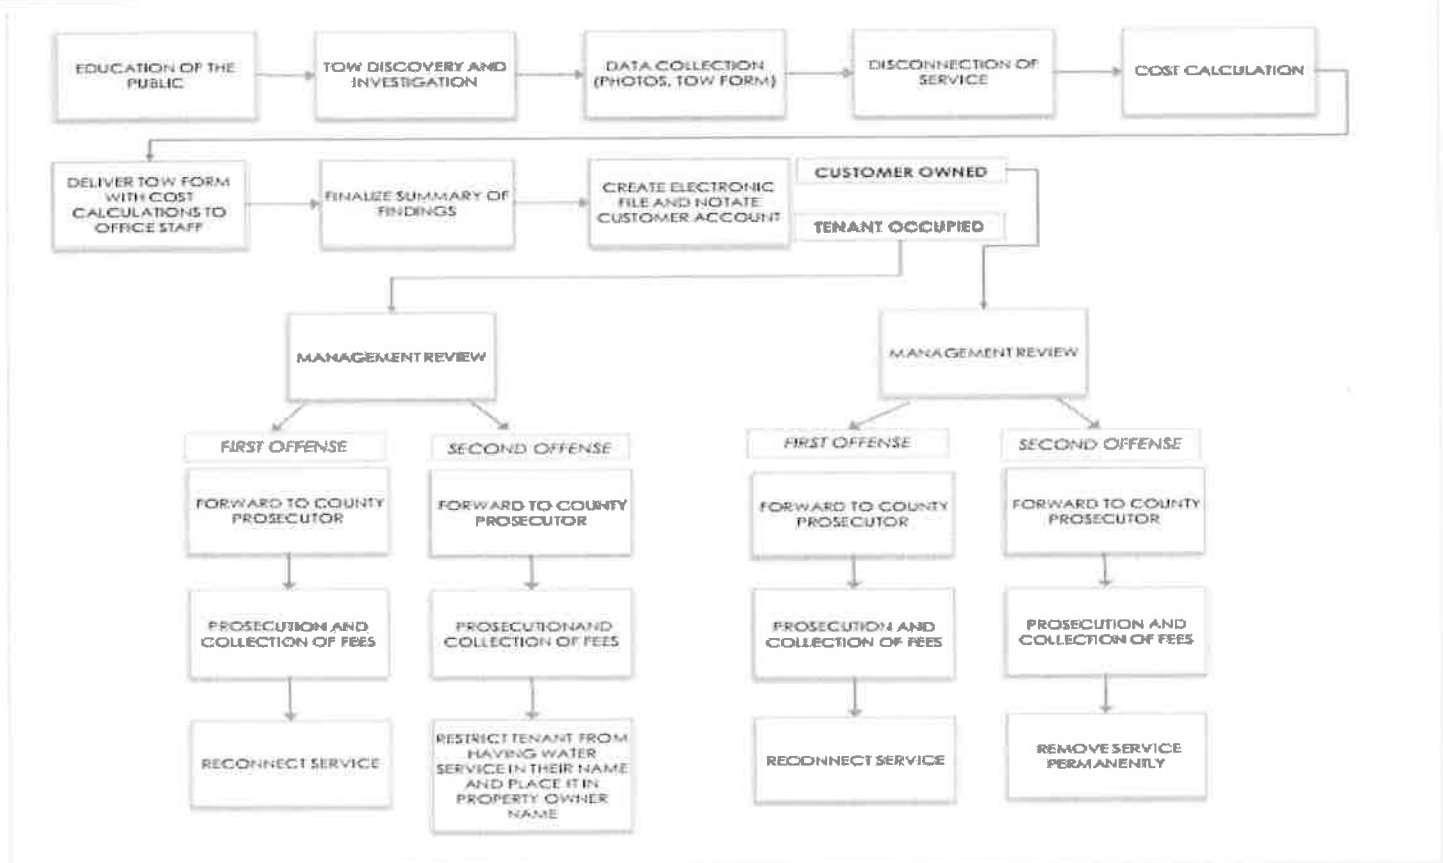 EDUCATION OF THE
PUBLIC
TOW DISCOVERY AND
INVESTIGATION
DATA COLLECTION
(PHOTOS, TOW FORM)
DISCONNECTION OF
SERVICE
COST CALCULATION
DELIVER TOW FORM
WITH COST
CALCULATIONS TO
OFFICE STAFF
FINALIZE SUMMARY OF
FINDINGS
CREATE ELECTRONIC
FILE AND NOTATE
CUSTOMER ACCOUNT
CUSTOMER OWNED
TENANT OCCUPIED
MANAGEMENT REVIEW
FIRST OFFENSE
FORWARD TO COUNTY
PROSECUTOR
PROSECUTION AND
COLLECTION OF FEES
RECONNECT SERVICE
SECOND OFFENSE
FORWARD TO COUNTY
PROSECUTOR
PROSECUTIONAND
COLLECTION OF FEES
RESTRICT TENANT FROM
HAVING WATER
SERVICE IN THEIR NAME
AND PLACE IT IN
PROPERTY OWNER
NAME
MANAGEMENT REVIEW
FIRST OFFENSE
FORWARD TO COUNTY
PROSECUTOR
PROSECUTION AND
COLLECTION OF FEES
RECONNECT SERVICE
SECOND OFFENSE
FORWARD TO COUNTY
PROSECUTOR
PROSECUTION AND
COLLECTION OF FEES
REMOVE SERVICE
PERMANENTLY